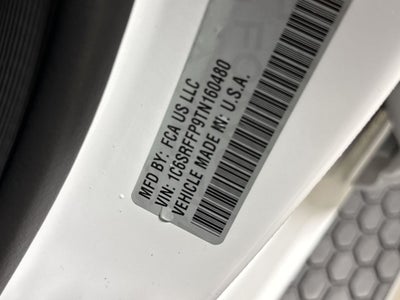 MFD BY: FCA US LLC
VIN: 1C6SRFFP9TN160480
VEHICLE MADE IN: U.S.A.